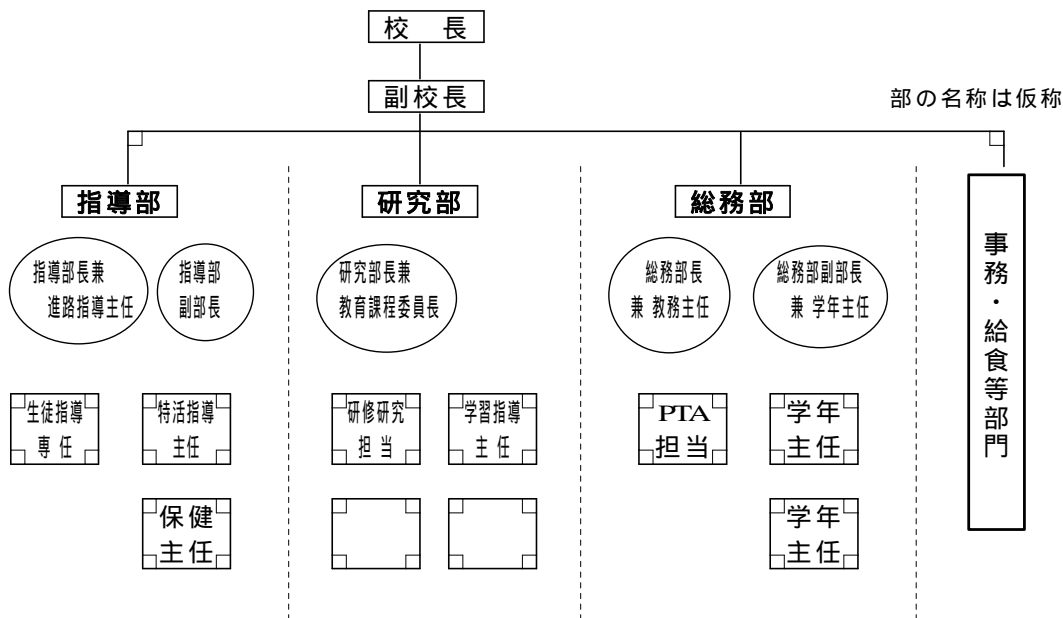 校　長
副校長
部の名称は仮称
指導部
研究部
総務部
事務・給食等部門
指導部長兼
進路指導主任
指導部
副部長
研究部長兼
教育課程委員長
総務部長
兼 教務主任
総務部副部長
兼 学年主任
生徒指導
専 任
特活指導
主任
研修研究
担 当
学習指導
主 任
PTA
担当
学年
主任
保健
主任
学年
主任